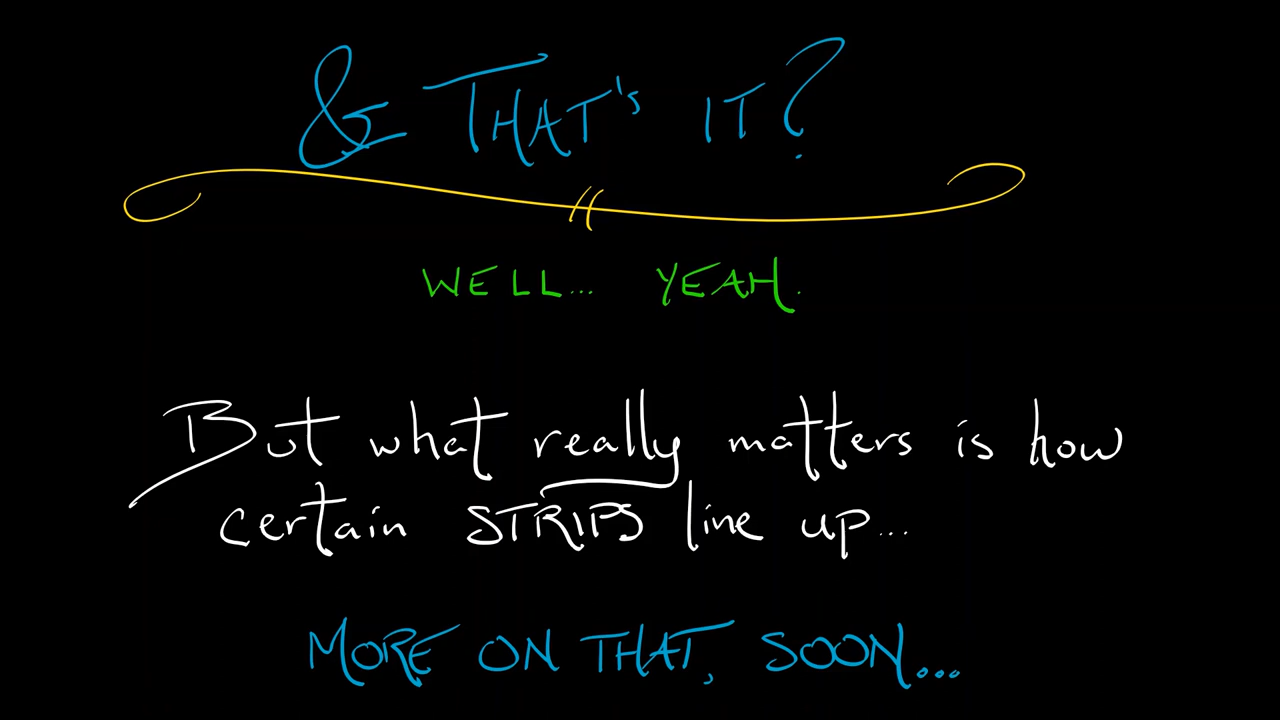 & THAT'S IT?
WELL... YEAH.
But what really matters is how
certain STRIPS line up...
MORE ON THAT, SOON...